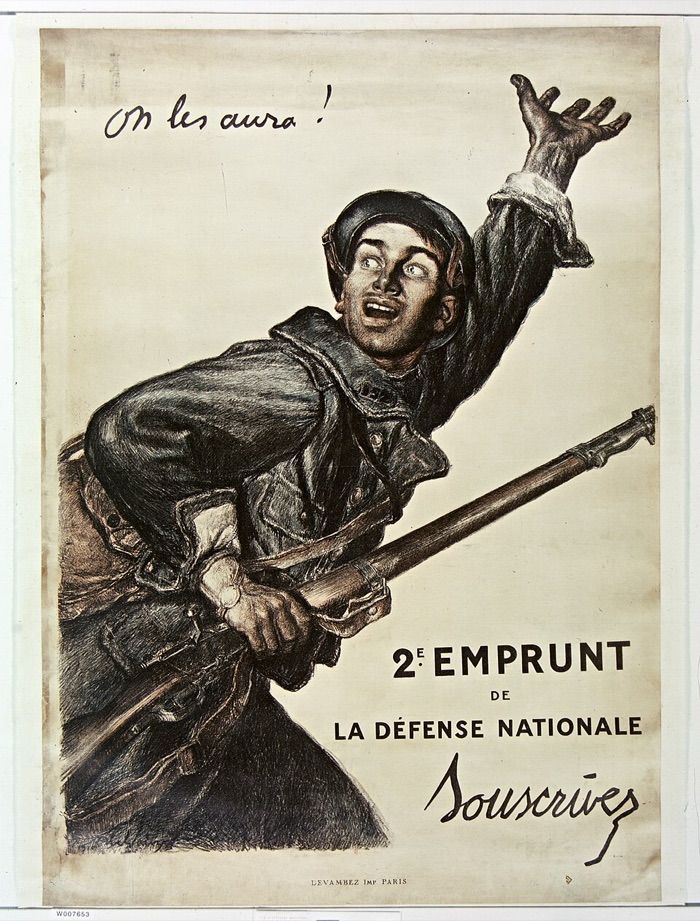 On les aura !
2E. EMPRUNT
DE
LA DÉFENSE NATIONALE
Souscrivez
DEVAMBEZ IMP. PARIS
W007653